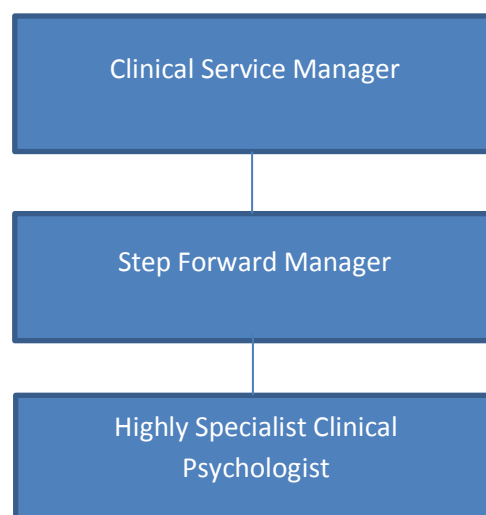 Clinical Service Manager
Step Forward Manager
Highly Specialist Clinical
Psychologist